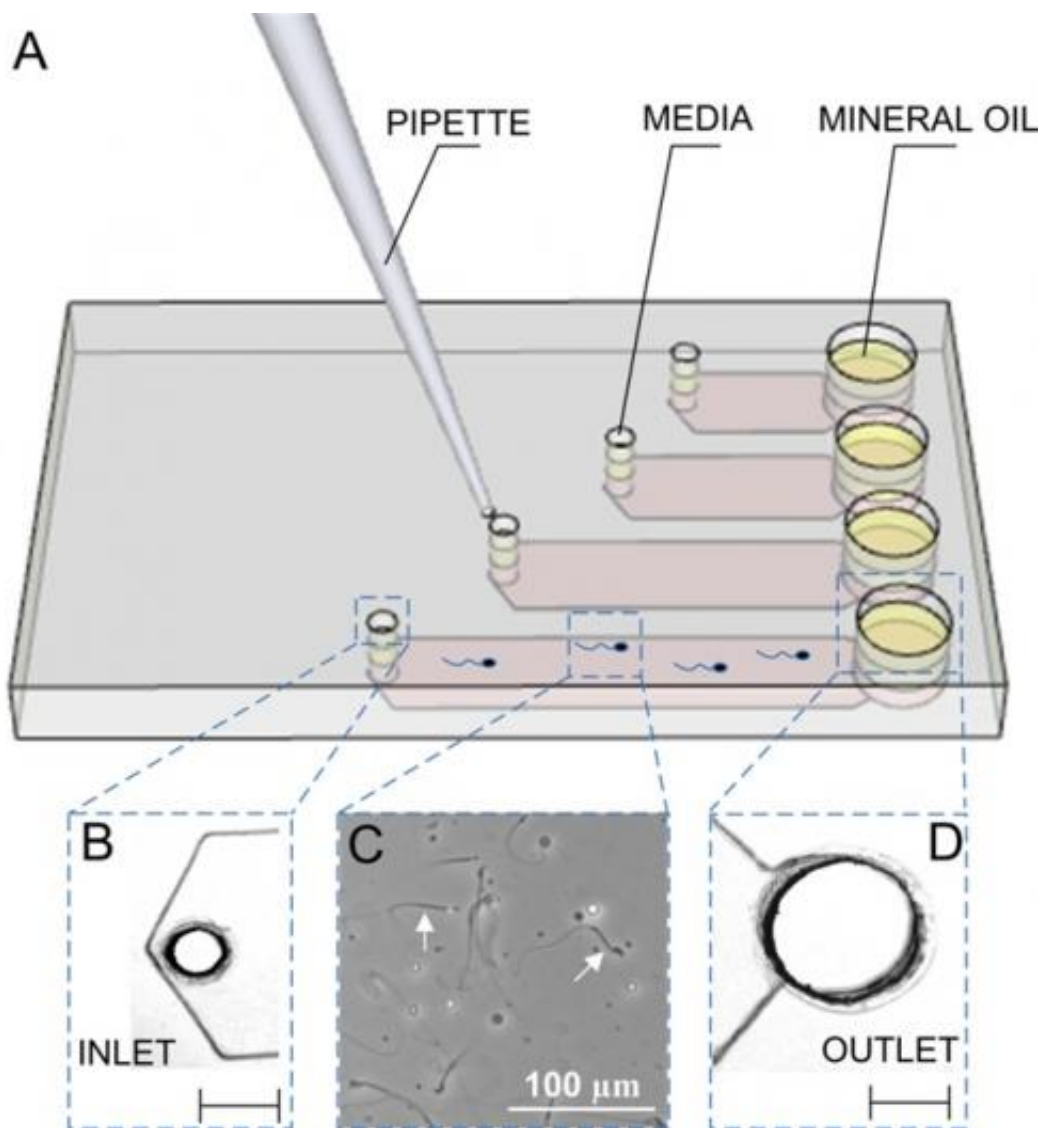 A
PIPETTE
MEDIA
MINERAL OIL
B
INLET
C
100 µm
D
OUTLET